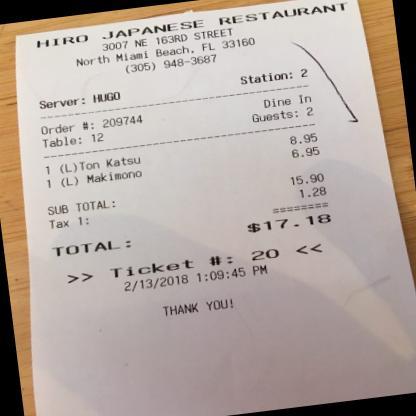 HIRO JAPANESE RESTAURANT
3007 NE 163RD STREET
North Miami Beach, FL 33160
(305) 948-3687
Station: 2
Server: HUGO
Order #: 209744 Dine In
Table: 12 Guests: 2
1 (L)Ton Katsu 8.95
1 (L) Makimono 6.95
SUB TOTAL: 15.90
Tax 1: 1.28
========
TOTAL: $17.18
>> Ticket #: 20 <<
2/13/2018 1:09:45 PM
THANK YOU!